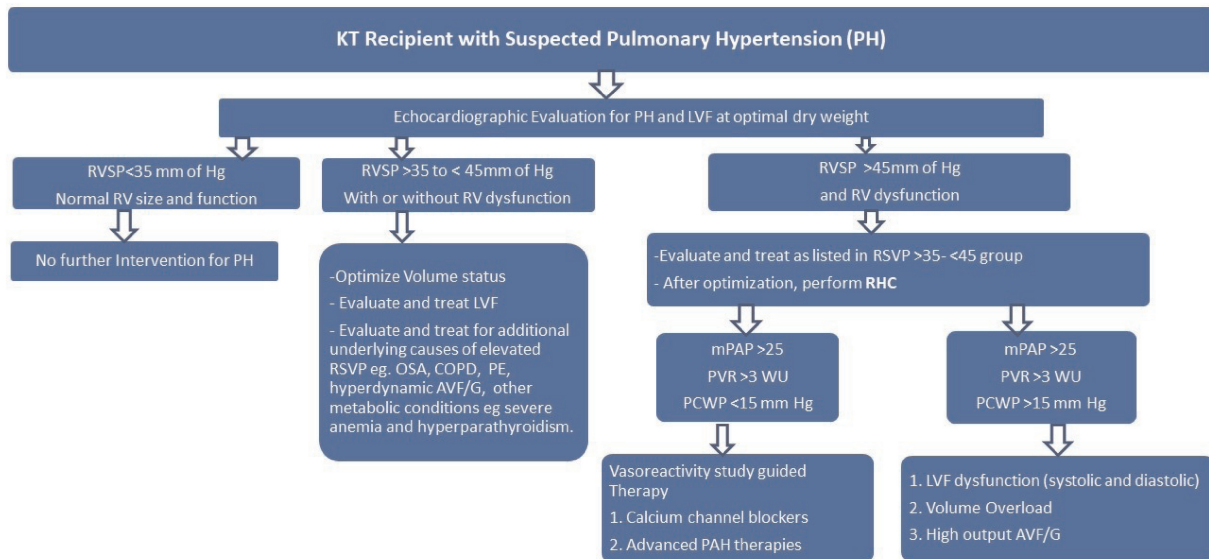 KT Recipient with Suspected Pulmonary Hypertension (PH)
Echocardiographic Evaluation for PH and LVF at optimal dry weight
RVSP<35 mm of Hg
Normal RV size and function
No further Intervention for PH
RVSP >35 to < 45mm of Hg
With or without RV dysfunction
-Optimize Volume status
- Evaluate and treat LVF
- Evaluate and treat for additional
underlying causes of elevated
RSVP eg. OSA, COPD, PE,
hyperdynamic AVF/G, other
metabolic conditions eg severe
anemia and hyperparathyroidism.
RVSP >45mm of Hg
and RV dysfunction
-Evaluate and treat as listed in RSVP >35- <45 group
- After optimization, perform RHC
mPAP >25
PVR >3 WU
PCWP <15 mm Hg
Vasoreactivity study guided
Therapy
1. Calcium channel blockers
2. Advanced PAH therapies
mPAP >25
PVR >3 WU
PCWP >15 mm Hg
1. LVF dysfunction (systolic and diastolic)
2. Volume Overload
3. High output AVF/G